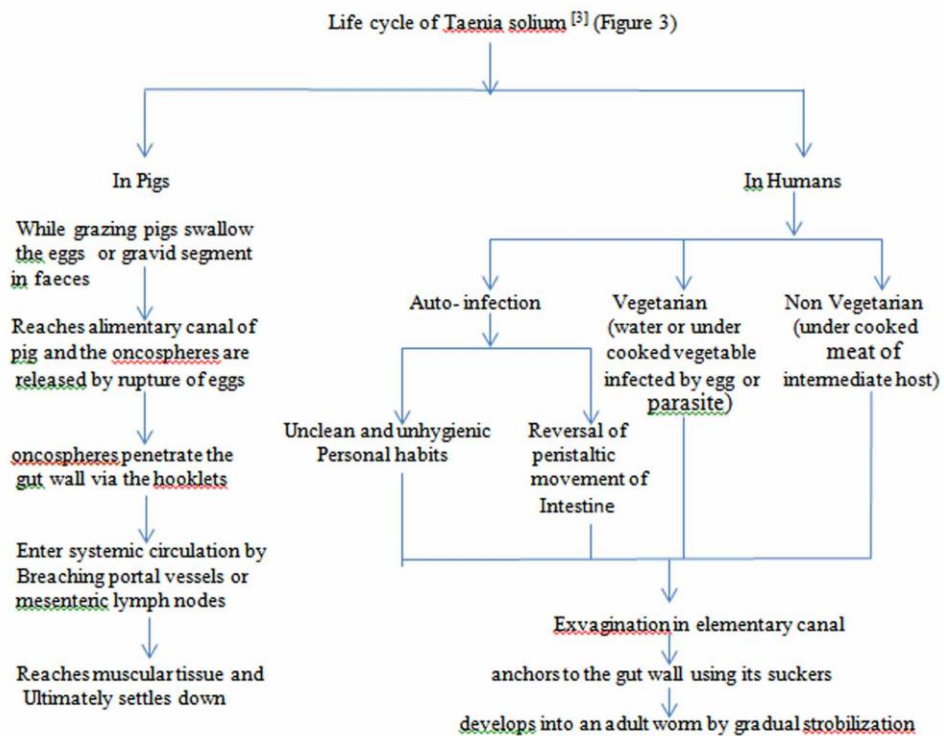 Life cycle of Taenia solium [3] (Figure 3)
In Pigs
While grazing pigs swallow
the eggs or gravid segment
in faeces
Reaches alimentary canal of
pig and the oncospheres are
released by rupture of eggs
oncospheres penetrate the
gut wall via the hooklets
Enter systemic circulation by
Breaching portal vessels or
mesenteric lymph nodes
Reaches muscular tissue and
Ultimately settles down
In Humans
Auto- infection
Unclean and unhygienic
Personal habits
Reversal of
peristaltic
movement of
Intestine
Vegetarian
(water or under
cooked vegetable
infected by egg or
parasite)
Non Vegetarian
(under cooked
meat of
intermediate host)
Exvagination in elementary canal
anchors to the gut wall using its suckers
develops into an adult worm by gradual strobilization